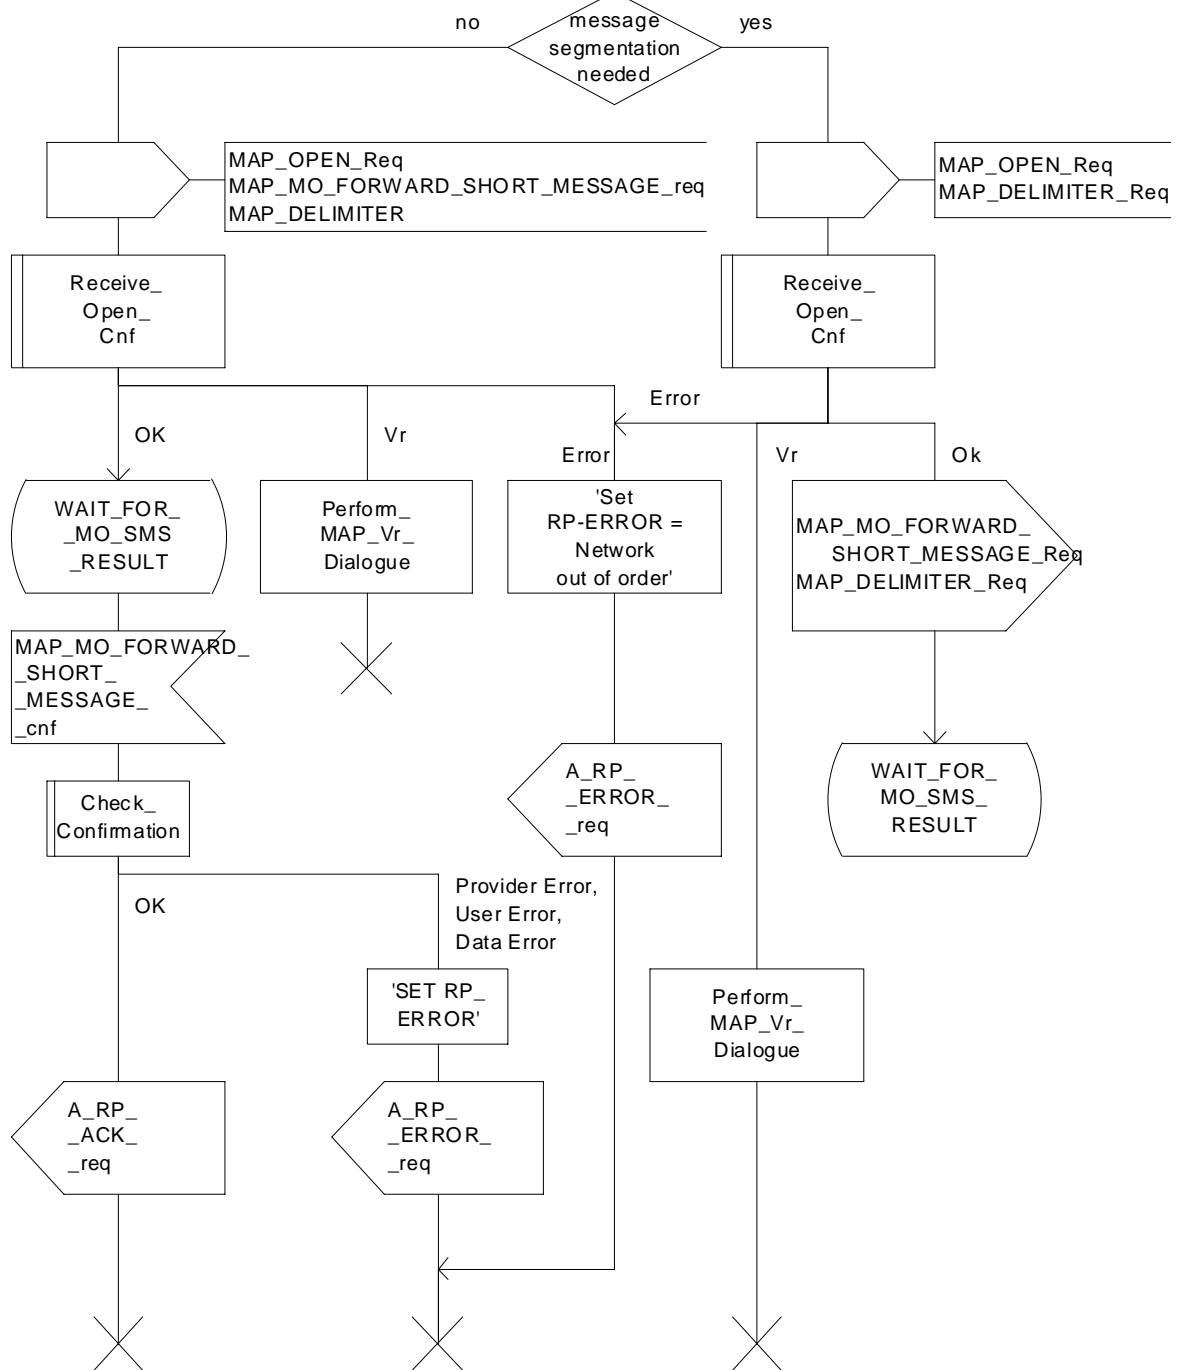 no
message
segmentation
needed
yes
MAP_OPEN_Req
MAP_MO_FORWARD_SHORT_MESSAGE_req
MAP_DELIMITER
MAP_OPEN_Req
MAP_DELIMITER_Req
Receive_
Open_
Cnf
Receive_
Open_
Cnf
Error
OK
Vr
Error
Vr
Ok
WAIT_FOR_
_MO_SMS
_RESULT
Perform_
MAP_Vr_
Dialogue
'Set
RP-ERROR =
Network
out of order'
MAP_MO_FORWARD_
SHORT_MESSAGE_Req
MAP_DELIMITER_Req
MAP_MO_FORWARD_
_SHORT_
_MESSAGE_
_cnf
A_RP_
_ERROR_
_req
WAIT_FOR_
MO_SMS_
RESULT
Check_
Confirmation
OK
Provider Error,
User Error,
Data Error
'SET RP_
ERROR'
Perform_
MAP_Vr_
Dialogue
A_RP_
_ACK_
_req
A_RP_
_ERROR_
_req